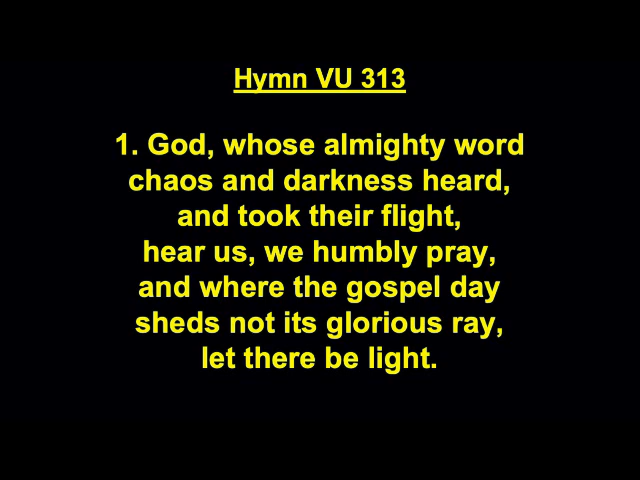 Hymn VU 313
1. God, whose almighty word
chaos and darkness heard,
and took their flight,
hear us, we humbly pray,
and where the gospel day
sheds not its glorious ray,
let there be light.